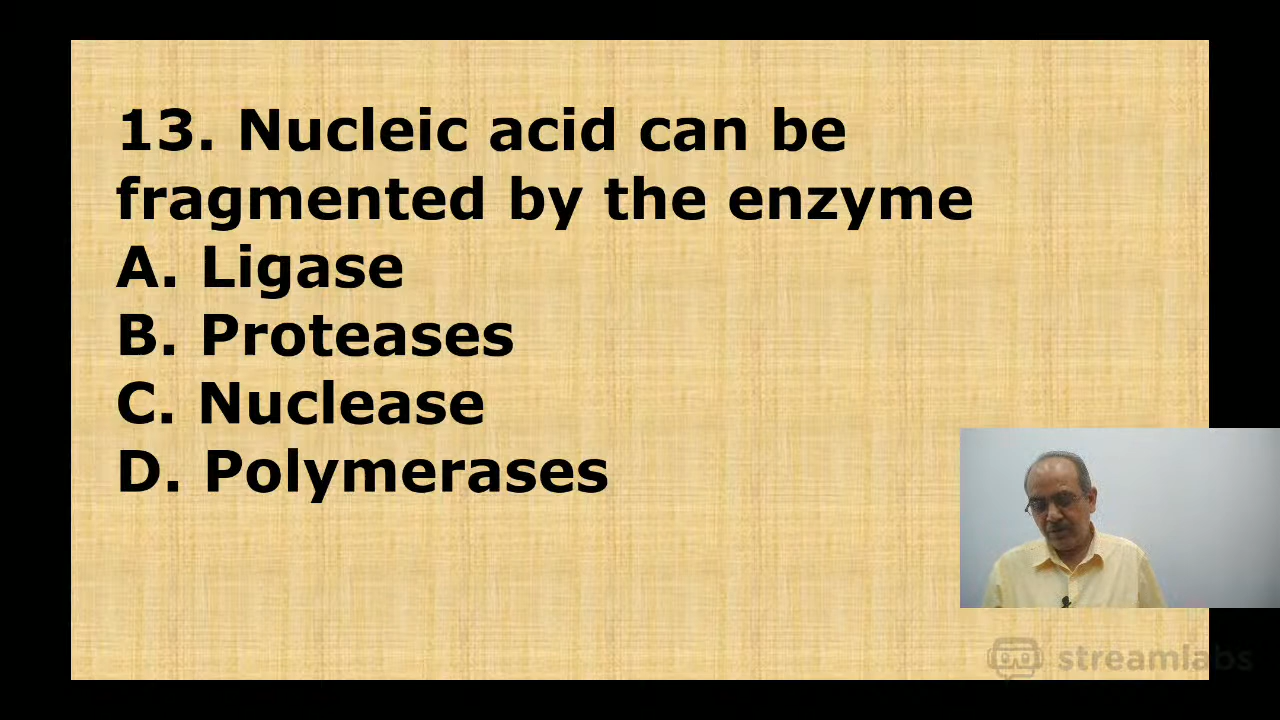 13. Nucleic acid can be
fragmented by the enzyme
A. Ligase
B. Proteases
C. Nuclease
D. Polymerases
streamlabs